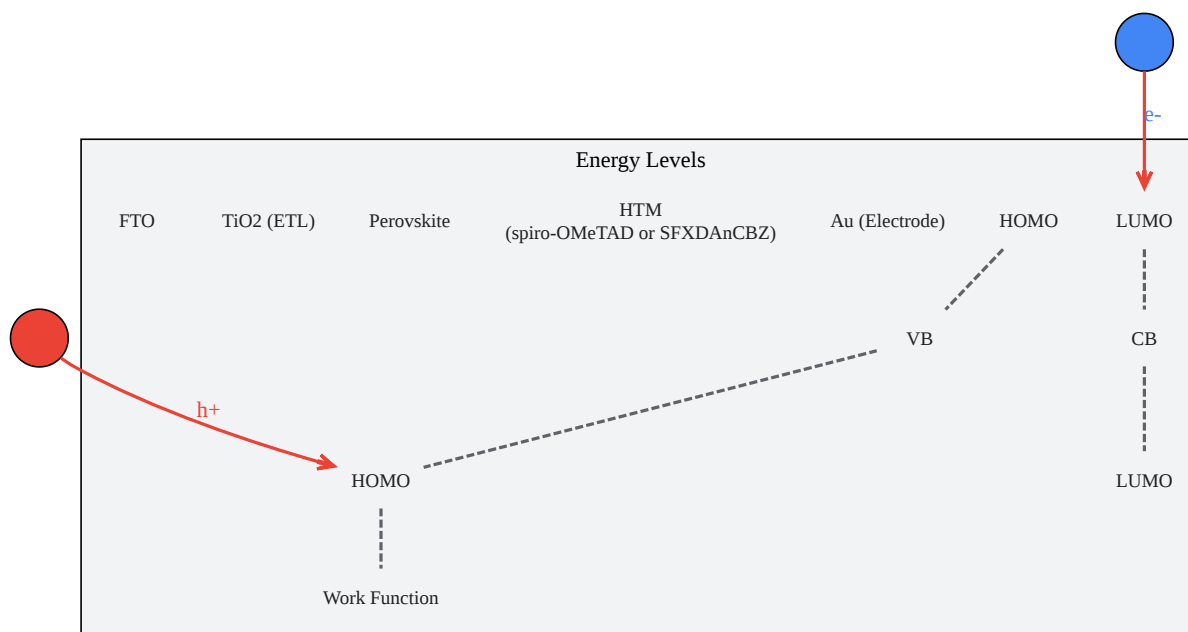 e-
Energy Levels
FTO
TiO2 (ETL)
Perovskite
HTM
(spiro-OMeTAD or SFXDAnCBZ)
Au (Electrode)
HOMO
LUMO
VB
CB
h+
HOMO
LUMO
Work Function